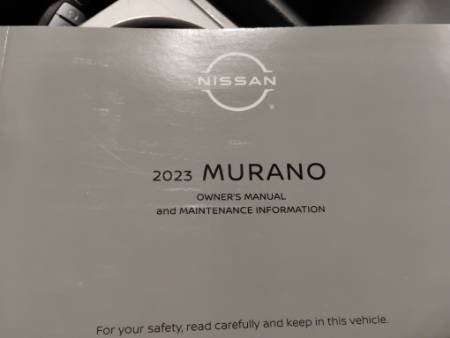 NISSAN
2023 MURANO
OWNER'S MANUAL
and MAINTENANCE INFORMATION
For your safety, read carefully and keep in this vehicle.